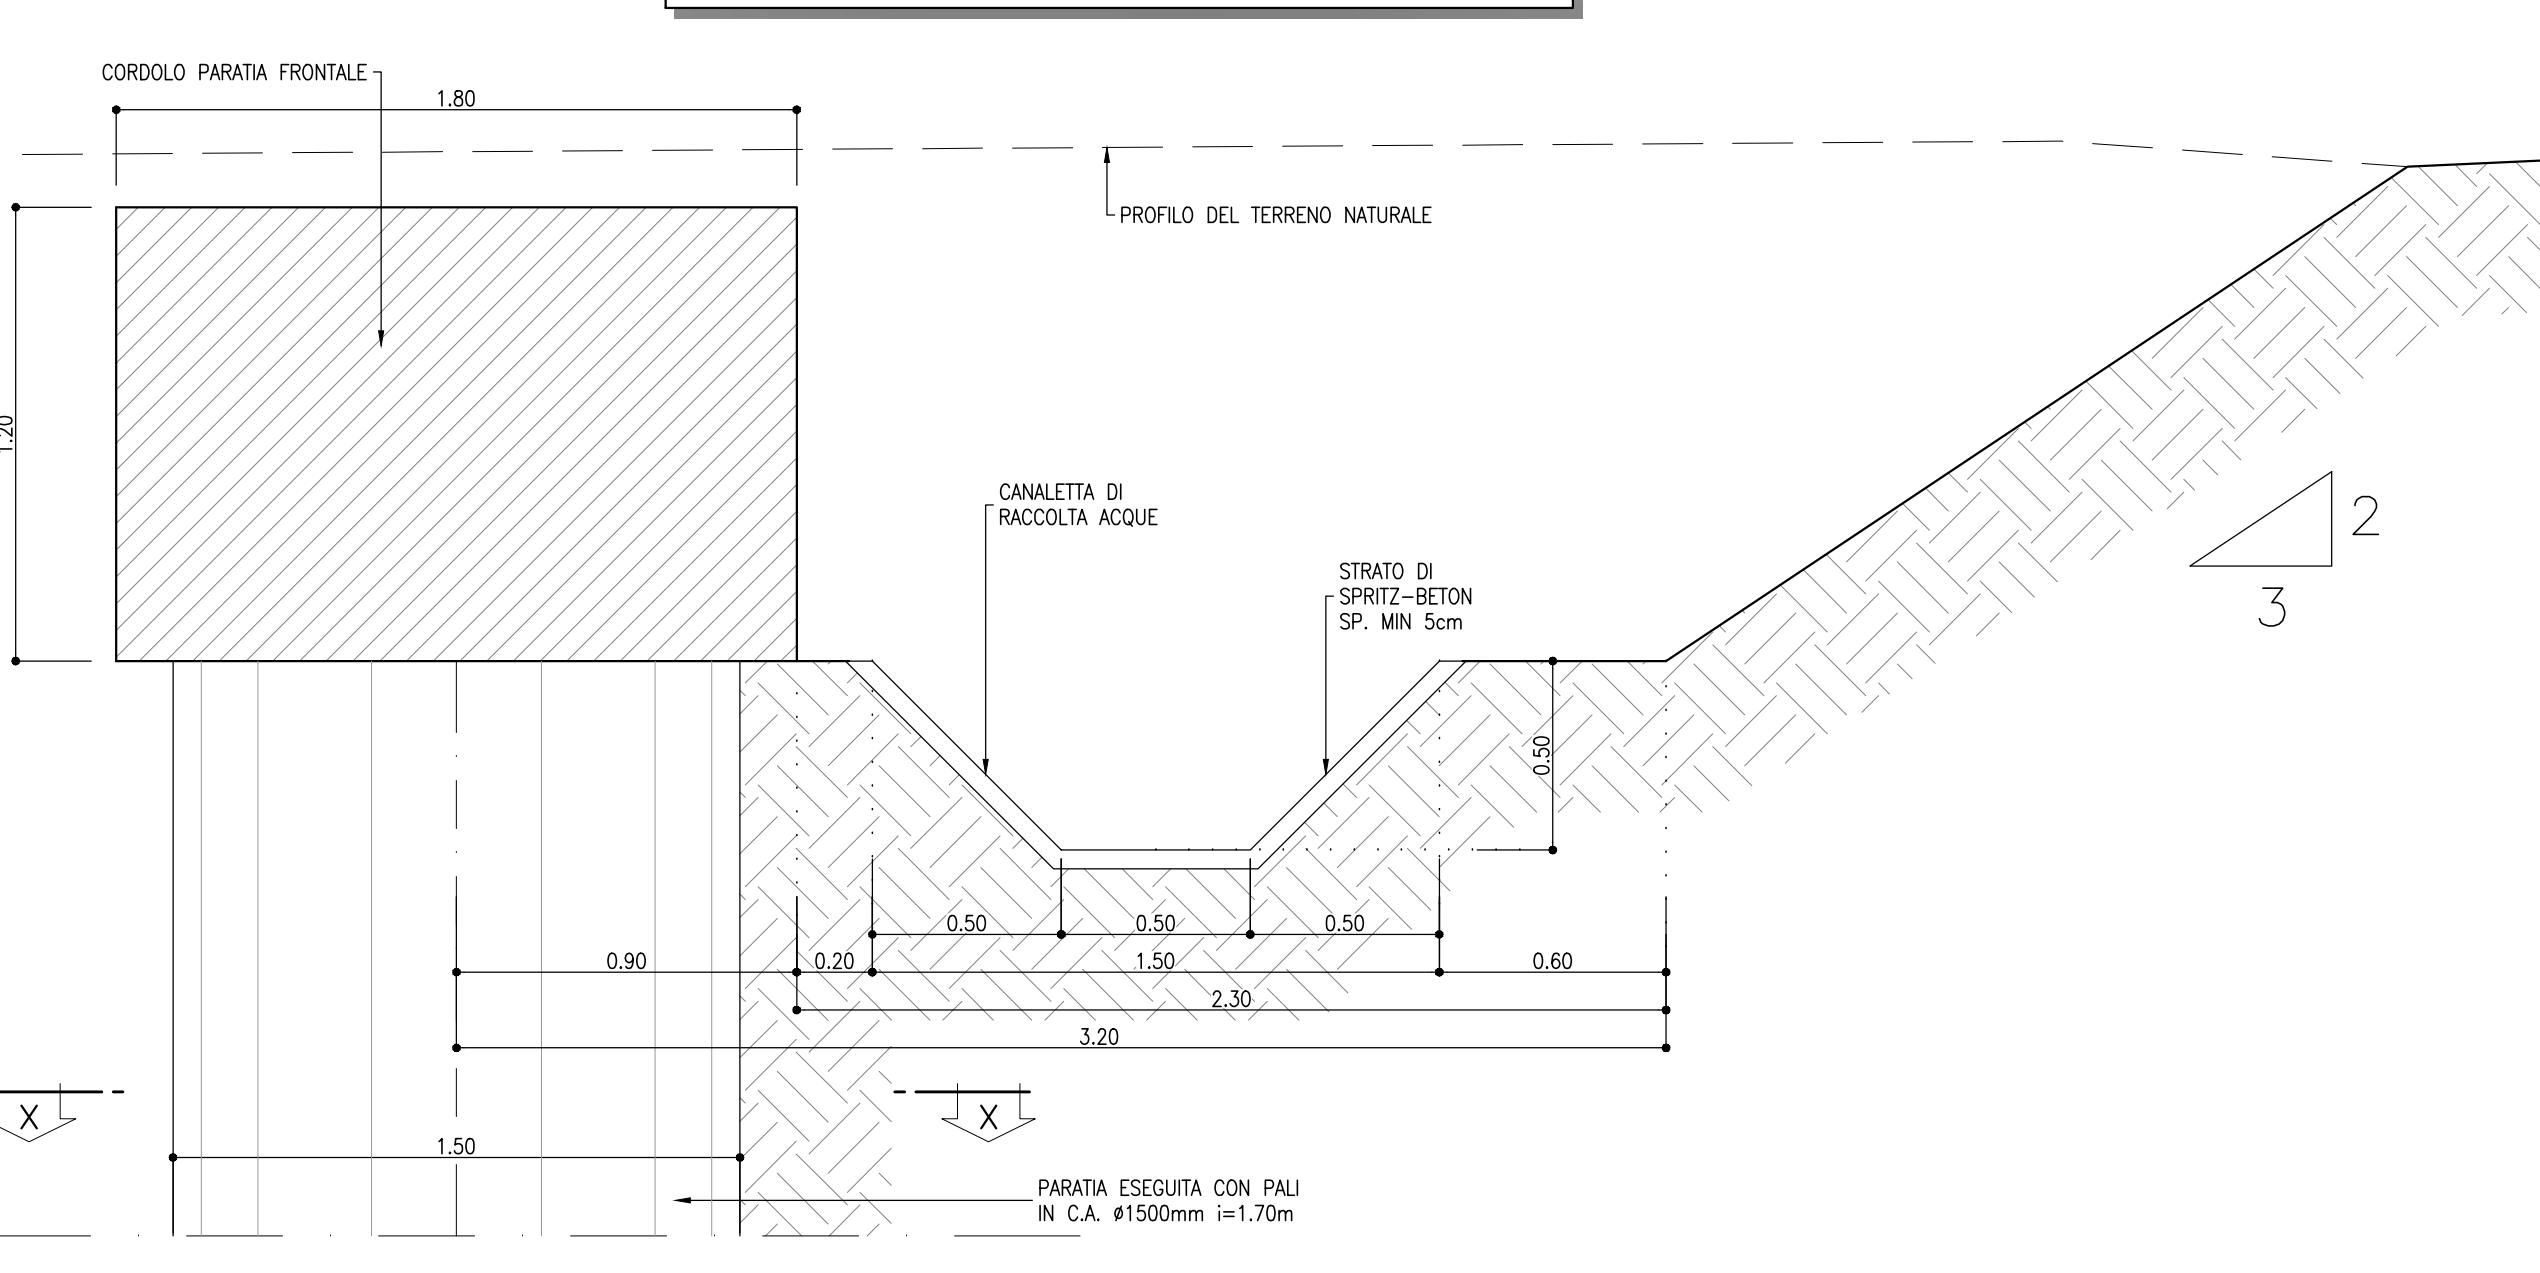 CORDOLO PARATIA FRONTALE
1.80
PROFILO DEL TERRENO NATURALE
1.20
CANALETTA DI
RACCOLTA ACQUE
STRATO DI
SPRITZ-BETON
SP. MIN 5cm
2
3
0.50
0.50
0.50
0.50
0.90
0.20
1.50
0.60
2.30
3.20
X
X
1.50
PARATIA ESEGUITA CON PALI
IN C.A. ø1500mm i=1.70m